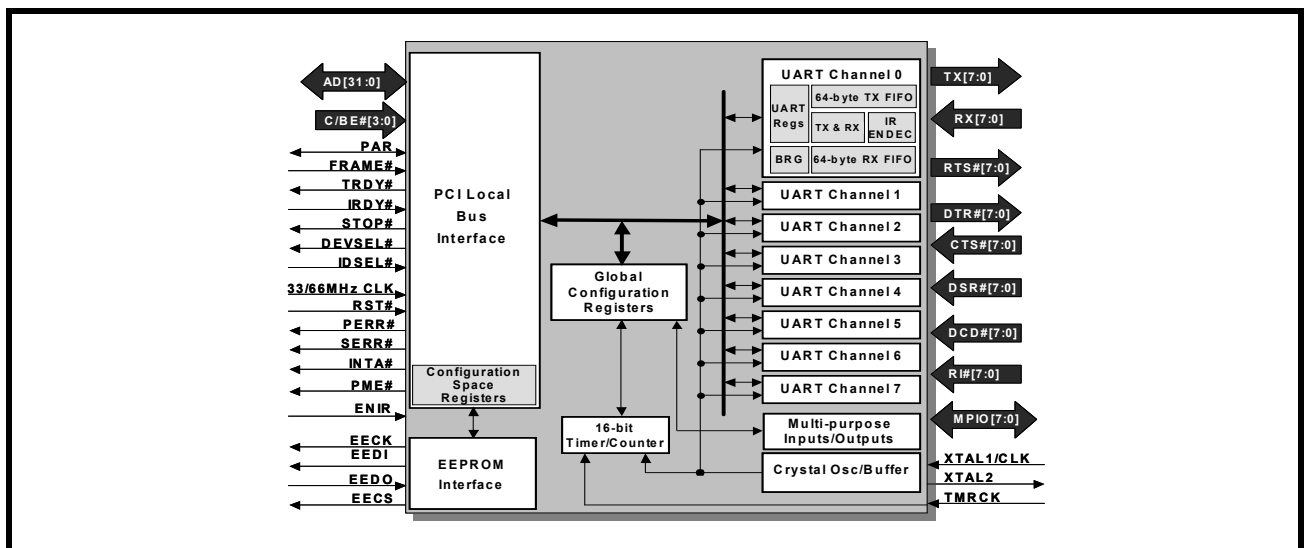 AD[31:0]
C/BE#[3:0]
PAR
FRAME#
TRDY#
IRDY#
STOP#
DEVSEL#
IDSEL#
33/66MHz CLK
RST#
PERR#
SERR#
INTA#
PME#
ENIR
EECK
EEDI
EEDO
EECS
PCI Local
Bus
Interface
Configuration
Space
Registers
EEPROM
Interface
Global
Configuration
Registers
16-bit
Timer/Counter
UART Channel 0
UART
Regs
64-byte TX FIFO
TX & RX
IR
ENDEC
BRG
64-byte RX FIFO
UART Channel 1
UART Channel 2
UART Channel 3
UART Channel 4
UART Channel 5
UART Channel 6
UART Channel 7
Multi-purpose
Inputs/Outputs
Crystal Osc/Buffer
TX[7:0]
RX[7:0]
RTS#[7:0]
DTR#[7:0]
CTS#[7:0]
DSR#[7:0]
DCD#[7:0]
RI#[7:0]
MPIO[7:0]
XTAL1/CLK
XTAL2
TMRCK